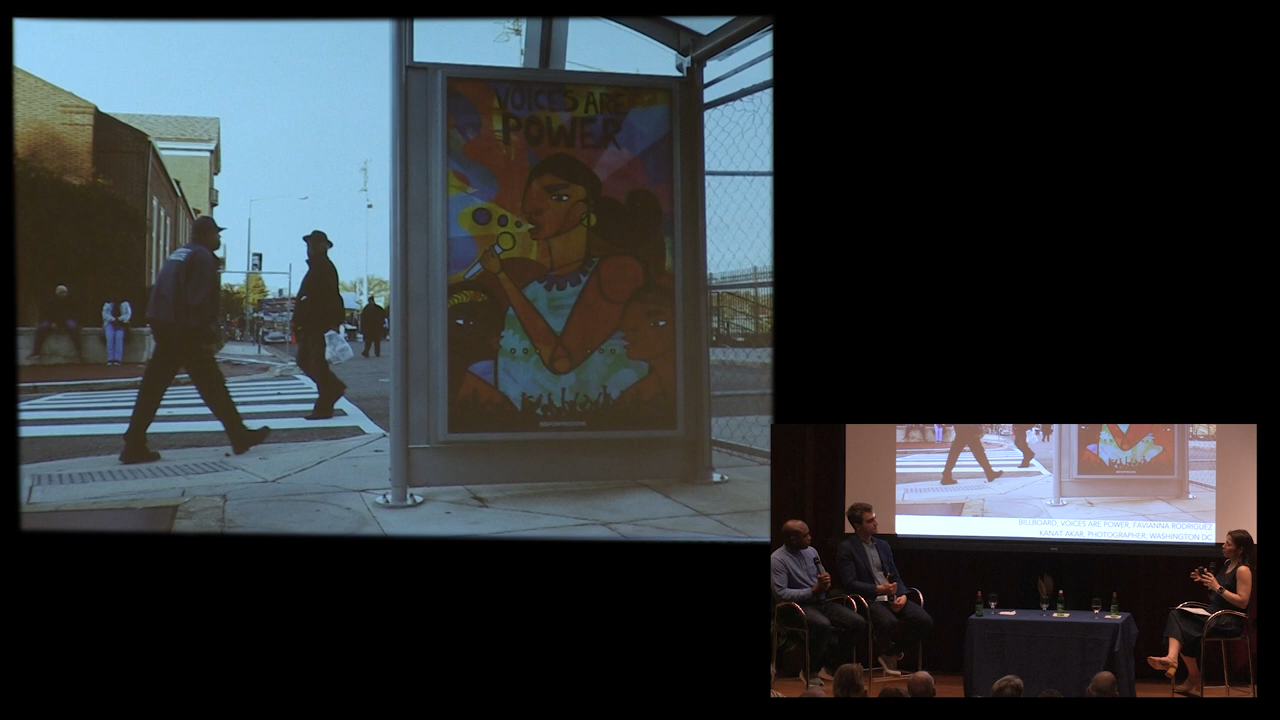 VOICES ARE
POWER
BILLBOARD, VOICES ARE POWER, FAVIANNA RODRIGUEZ
KANAT AKAR, PHOTOGRAPHER, WASHINGTON DC